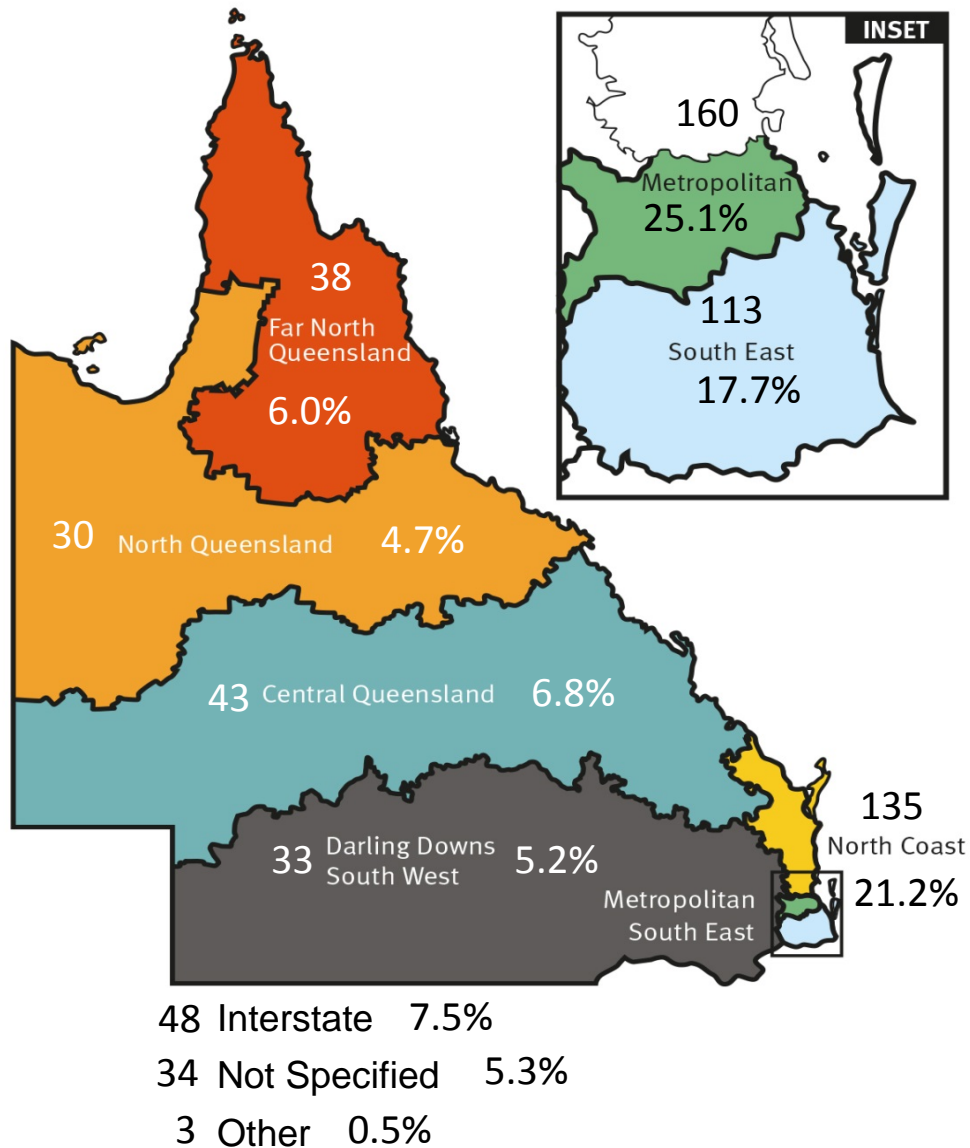 INSET
160
Metropolitan
25.1%
113
South East
17.7%
38
Far North
Queensland
6.0%
30 North Queensland 4.7%
43 Central Queensland 6.8%
33 Darling Downs
South West 5.2%
Metropolitan
South East
135
North Coast
21.2%
48 Interstate 7.5%
34 Not Specified 5.3%
3 Other 0.5%